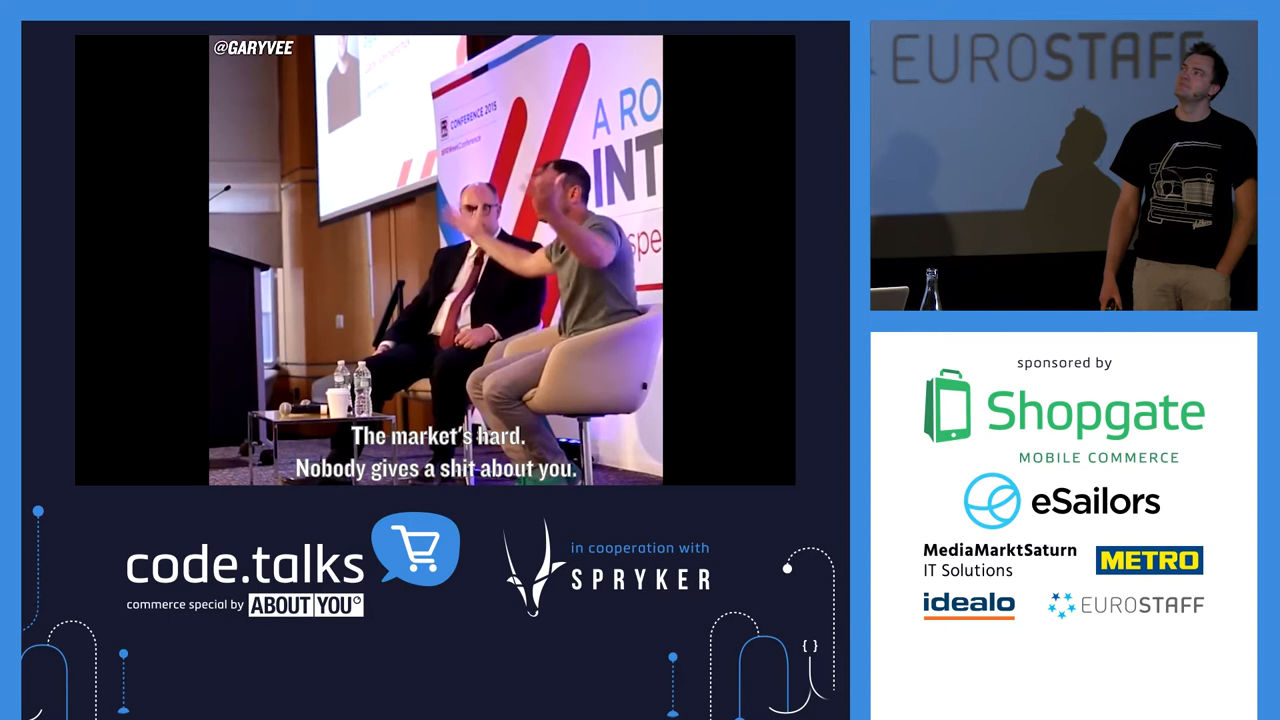 @GARYVEE
CONFERENCE 2015
A RO
INT
spe
The market's hard.
Nobody gives a shit about you.
EUROSTAFF
sponsored by
Shopgate
MOBILE COMMERCE
eSailors
MediaMarktSaturn
IT Solutions
METRO
idealo
EUROSTAFF
code.talks
commerce special by ABOUT YOU°
in cooperation with
SPRYKER
{ }